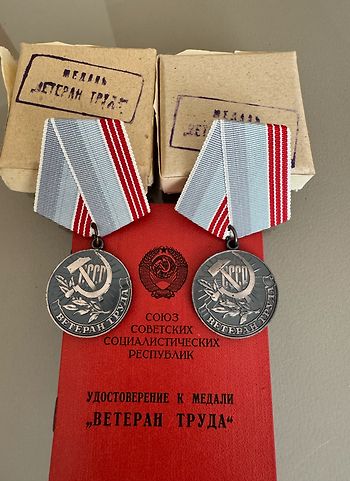 МЕДАЛЬ
„ВЕТЕРАН ТРУДА"
МЕДАЛЬ
СССР
ВЕТЕРАН ТРУДА
СССР
ВЕТЕРАН ТРУДА
СОЮЗ
СОВЕТСКИХ
СОЦИАЛИСТИЧЕСКИХ
РЕСПУБЛИК
УДОСТОВЕРЕНИЕ К МЕДАЛИ
„ВЕТЕРАН ТРУДА“